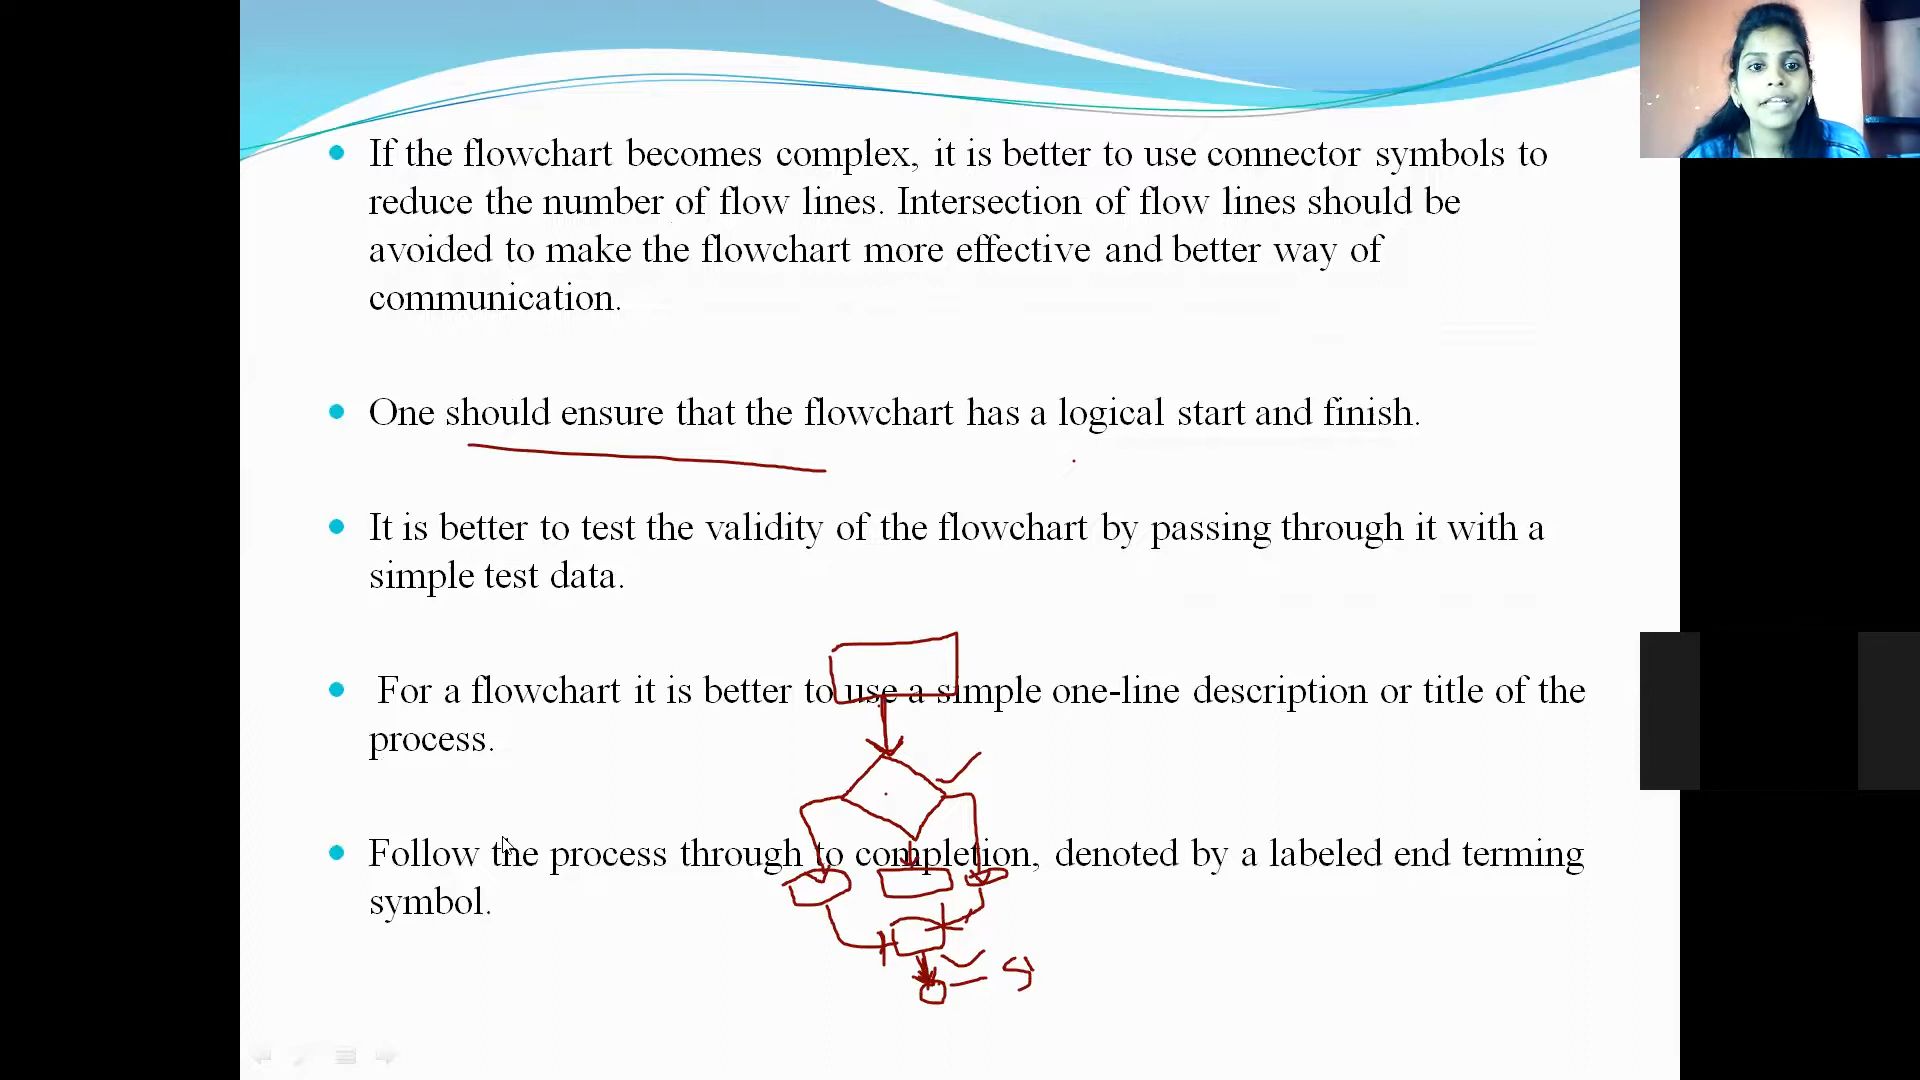 If the flowchart becomes complex, it is better to use connector symbols to
reduce the number of flow lines. Intersection of flow lines should be
avoided to make the flowchart more effective and better way of
communication.
One should ensure that the flowchart has a logical start and finish.
It is better to test the validity of the flowchart by passing through it with a
simple test data.
For a flowchart it is better to use a simple one-line description or title of the
process.
Follow the process through to completion, denoted by a labeled end terming
symbol.